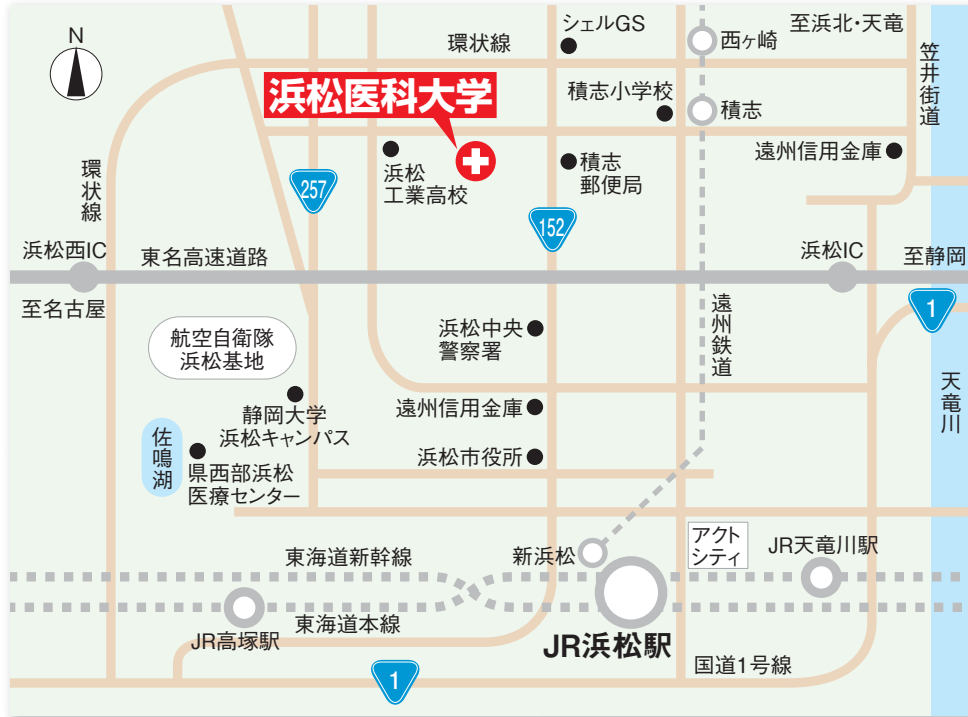 N
環状線
シェルGS
西ヶ崎
至浜北・天竜
笠井街道
浜松医科大学
積志小学校
積志
環状線
257
浜松
工業高校
積志
郵便局
遠州信用金庫
152
浜松西IC
東名高速道路
浜松IC
至静岡
至名古屋
1
航空自衛隊
浜松基地
浜松中央
警察署
遠州鉄道
天竜川
静岡大学
浜松キャンパス
遠州信用金庫
佐鳴湖
県西部浜松
医療センター
浜松市役所
東海道新幹線
新浜松
アクト
シティ
JR天竜川駅
JR高塚駅
東海道本線
JR浜松駅
国道1号線
1